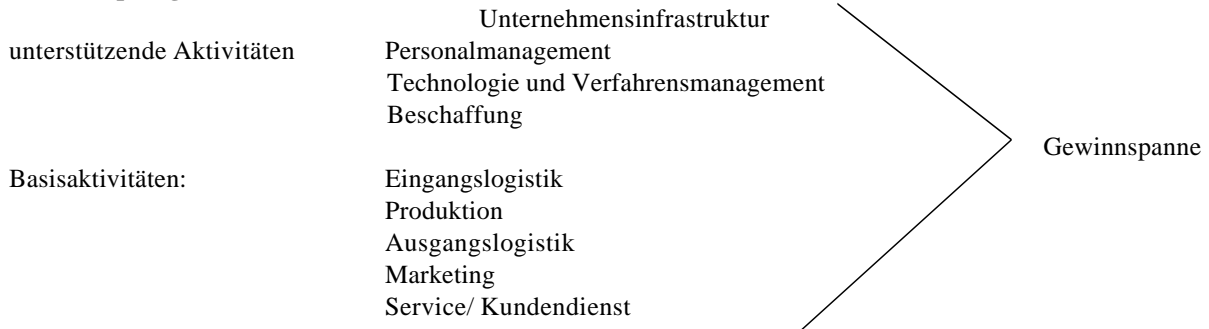 Unternehmensinfrastruktur
unterstützende Aktivitäten Personalmanagement
Technologie und Verfahrensmanagement
Beschaffung
Gewinnspanne
Basisaktivitäten: Eingangslogistik
Produktion
Ausgangslogistik
Marketing
Service/ Kundendienst